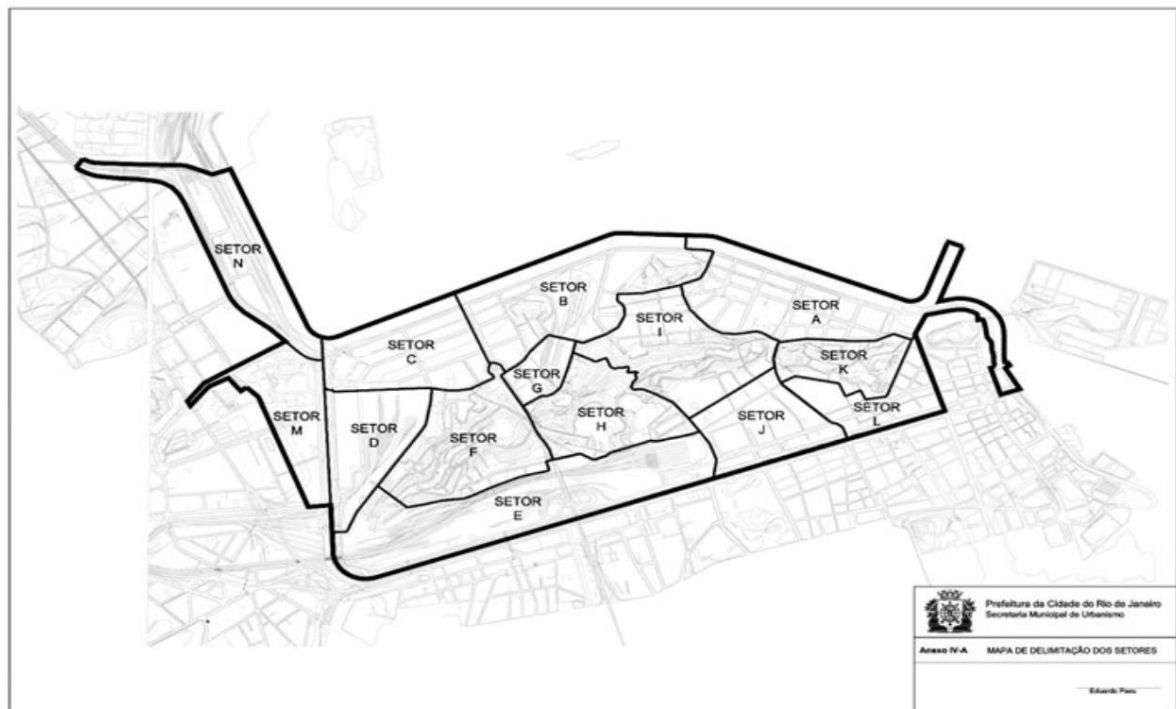 SETOR
N
SETOR
B
SETOR
A
SETOR
I
SETOR
C
SETOR
K
SETOR
G
SETOR
L
SETOR
M
SETOR
D
SETOR
F
SETOR
H
SETOR
J
SETOR
E
Prefeitura da Cidade do Rio de Janeiro
Secretaria Municipal de Urbanismo
Anexo IV-A MAPA DE DELIMITAÇÃO DOS SETORES
Eduardo Paes